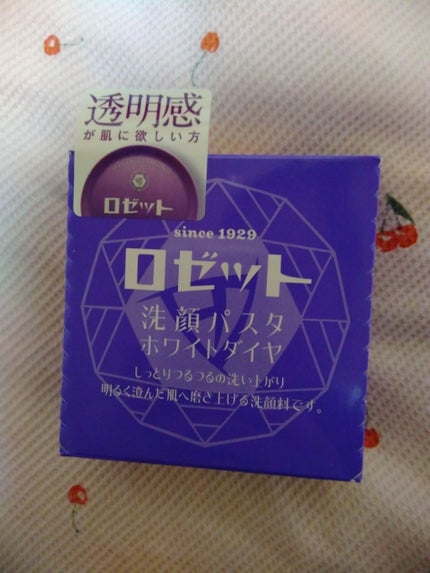 透明感
が肌に欲しい方
ロゼット
since 1929
ロゼット
洗顔パスタ
ホワイトダイヤ
しっとりつるつるの洗い上がり
明るく澄んだ肌へ磨き上げる洗顔料です。